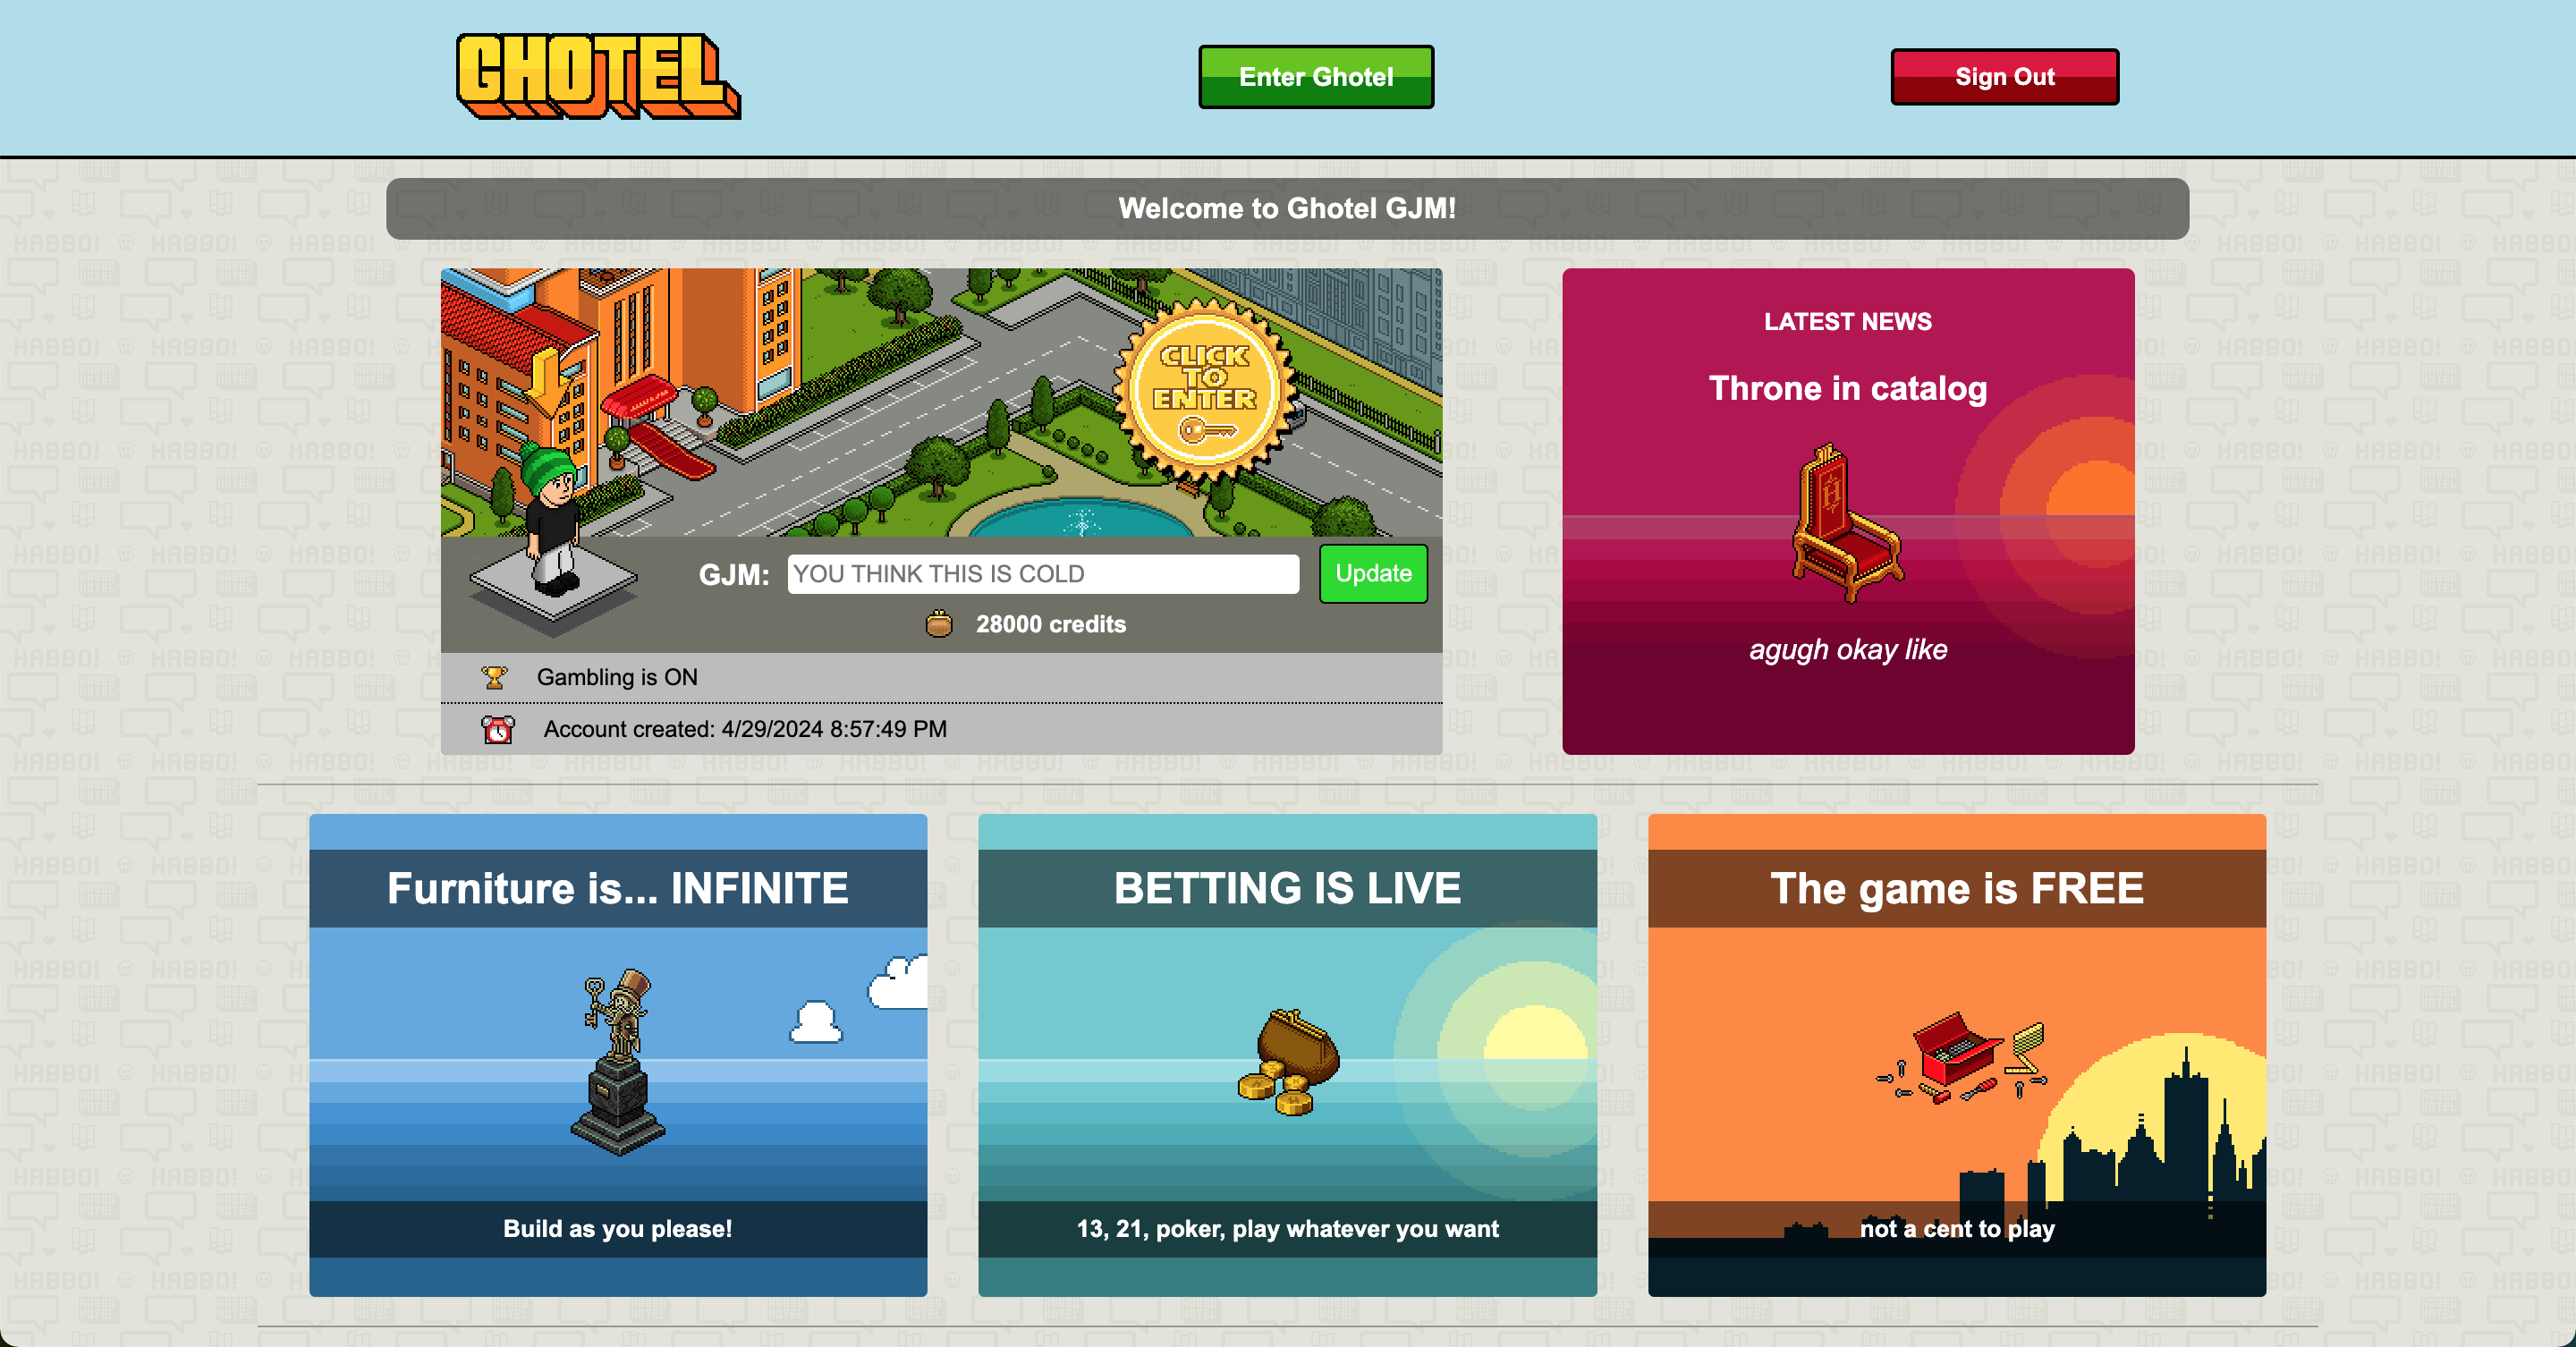 GHOTEL
Enter Ghotel
Sign Out
Welcome to Ghotel GJM!
CLICK
TO
ENTER
GJM: YOU THINK THIS IS COLD Update
28000 credits
Gambling is ON
Account created: 4/29/2024 8:57:49 PM
LATEST NEWS
Throne in catalog
H
agugh okay like
Furniture is... INFINITE
Build as you please!
BETTING IS LIVE
13, 21, poker, play whatever you want
The game is FREE
not a cent to play
HABBO!
HABBO
HOTEL